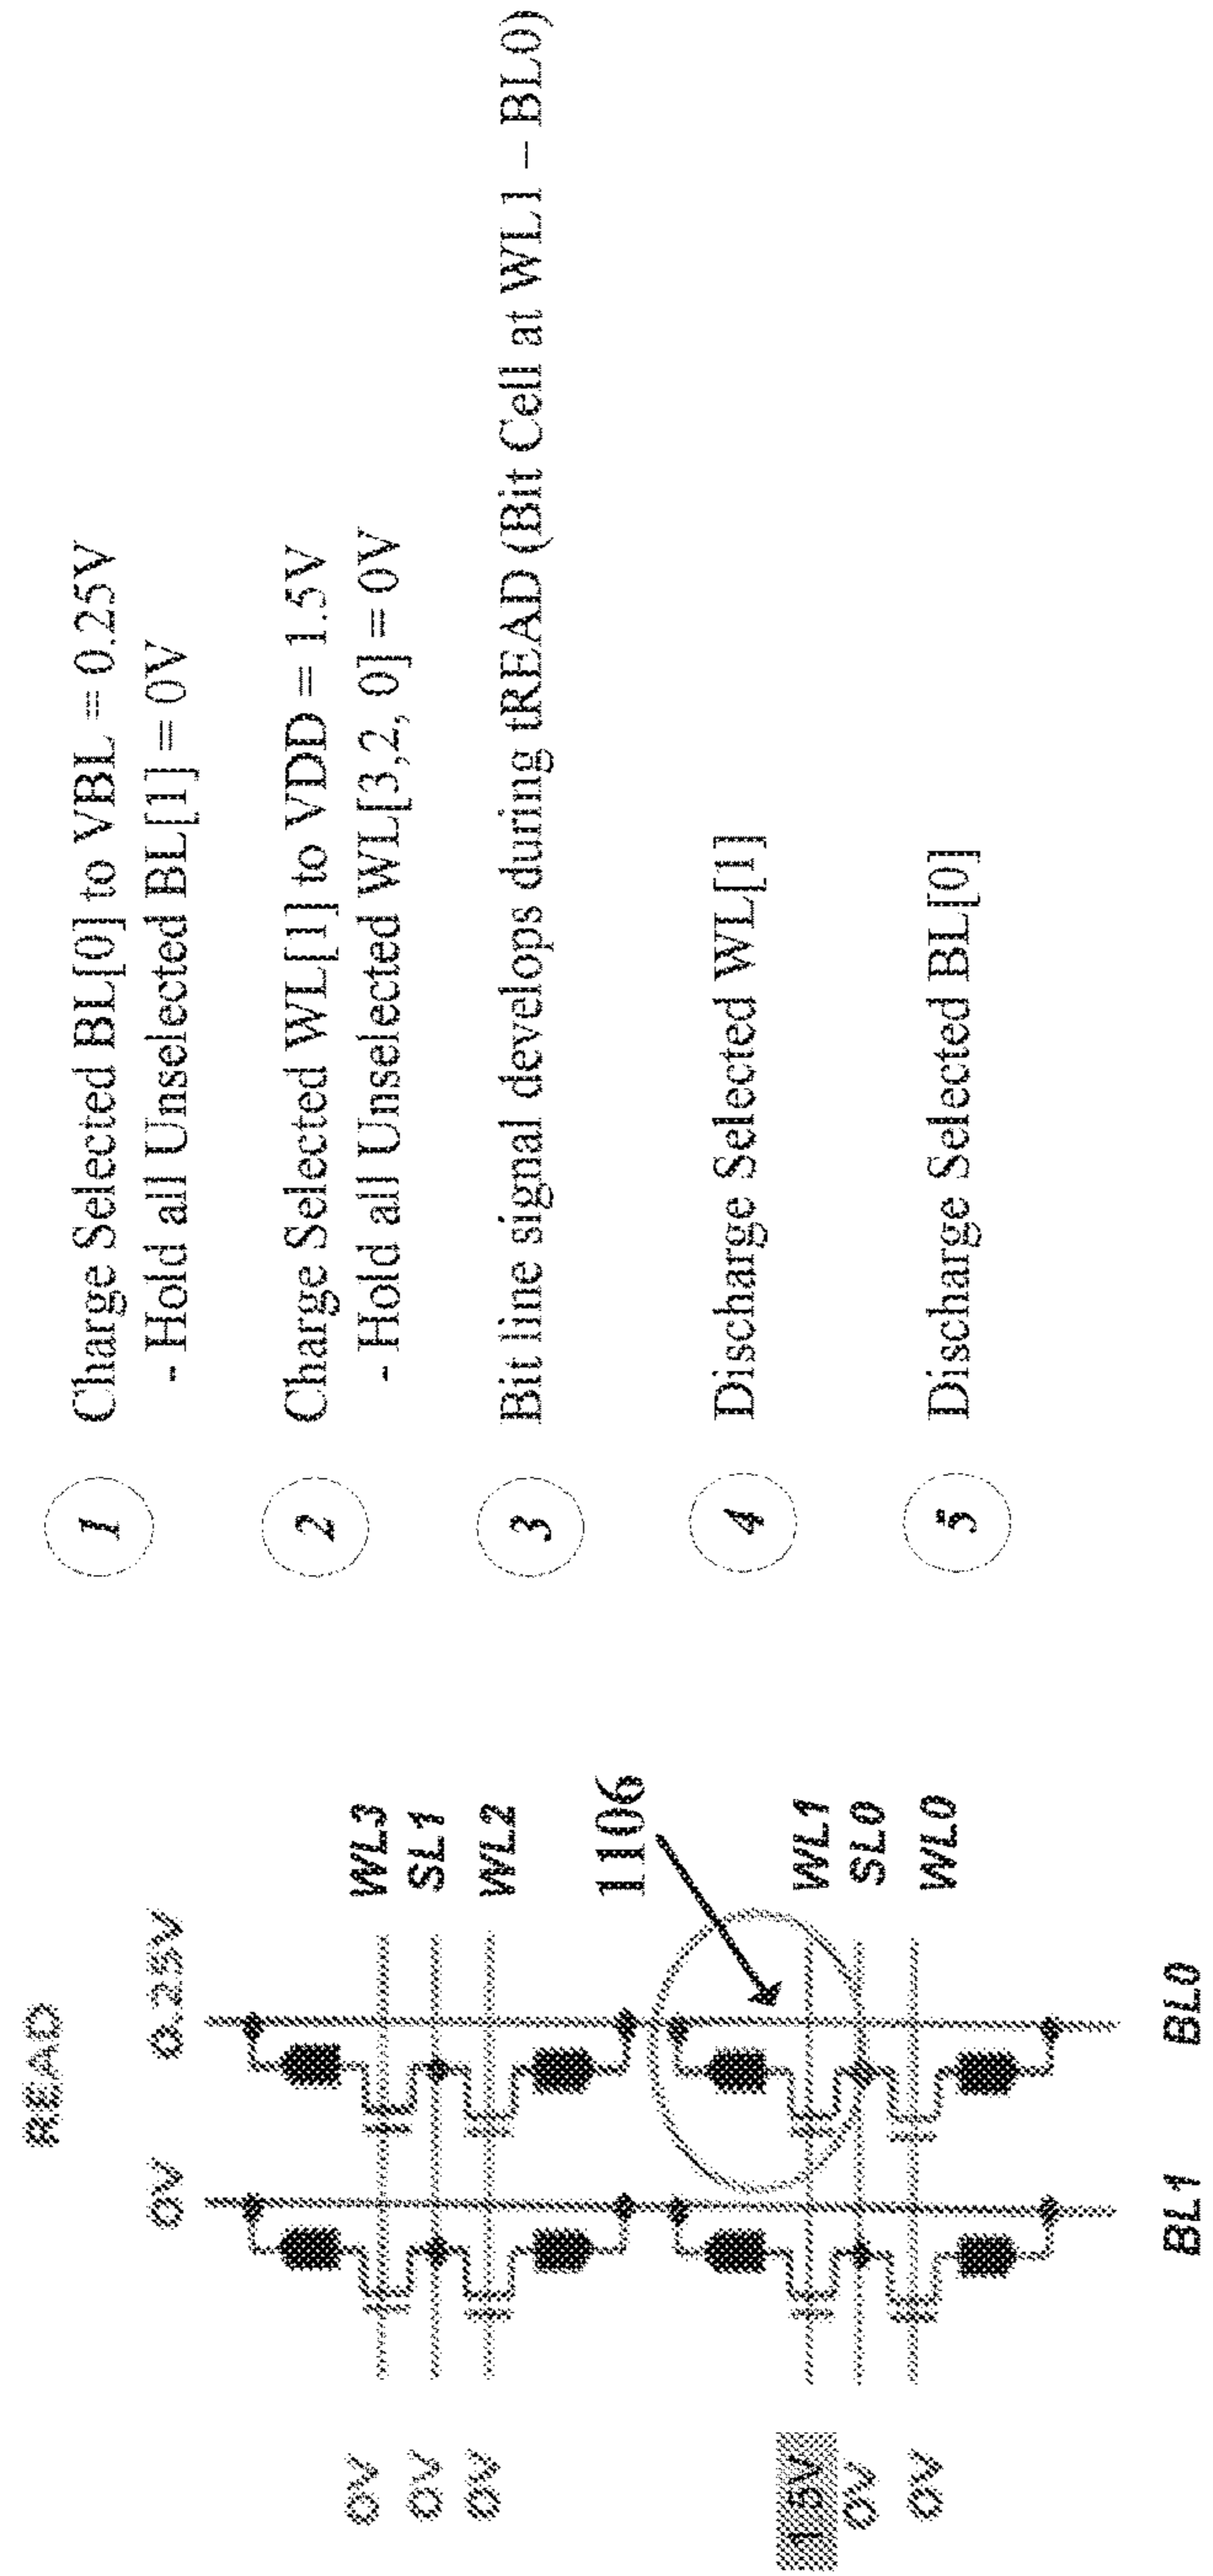 READ
0V 0.25V
0V WL3
0V SL1
0V WL2
1106
1.5V WL1
0V SL0
0V WL0
BL1 BL0
1 Charge Selected BL[0] to VBL = 0.25V
- Hold all Unselected BL[1] = 0V
2 Charge Selected WL[1] to VDD = 1.5V
- Hold all Unselected WL[3,2, 0] = 0V
3 Bit line signal develops during tREAD (Bit Cell at WL1 – BL0)
4 Discharge Selected WL[1]
5 Discharge Selected BL[0]